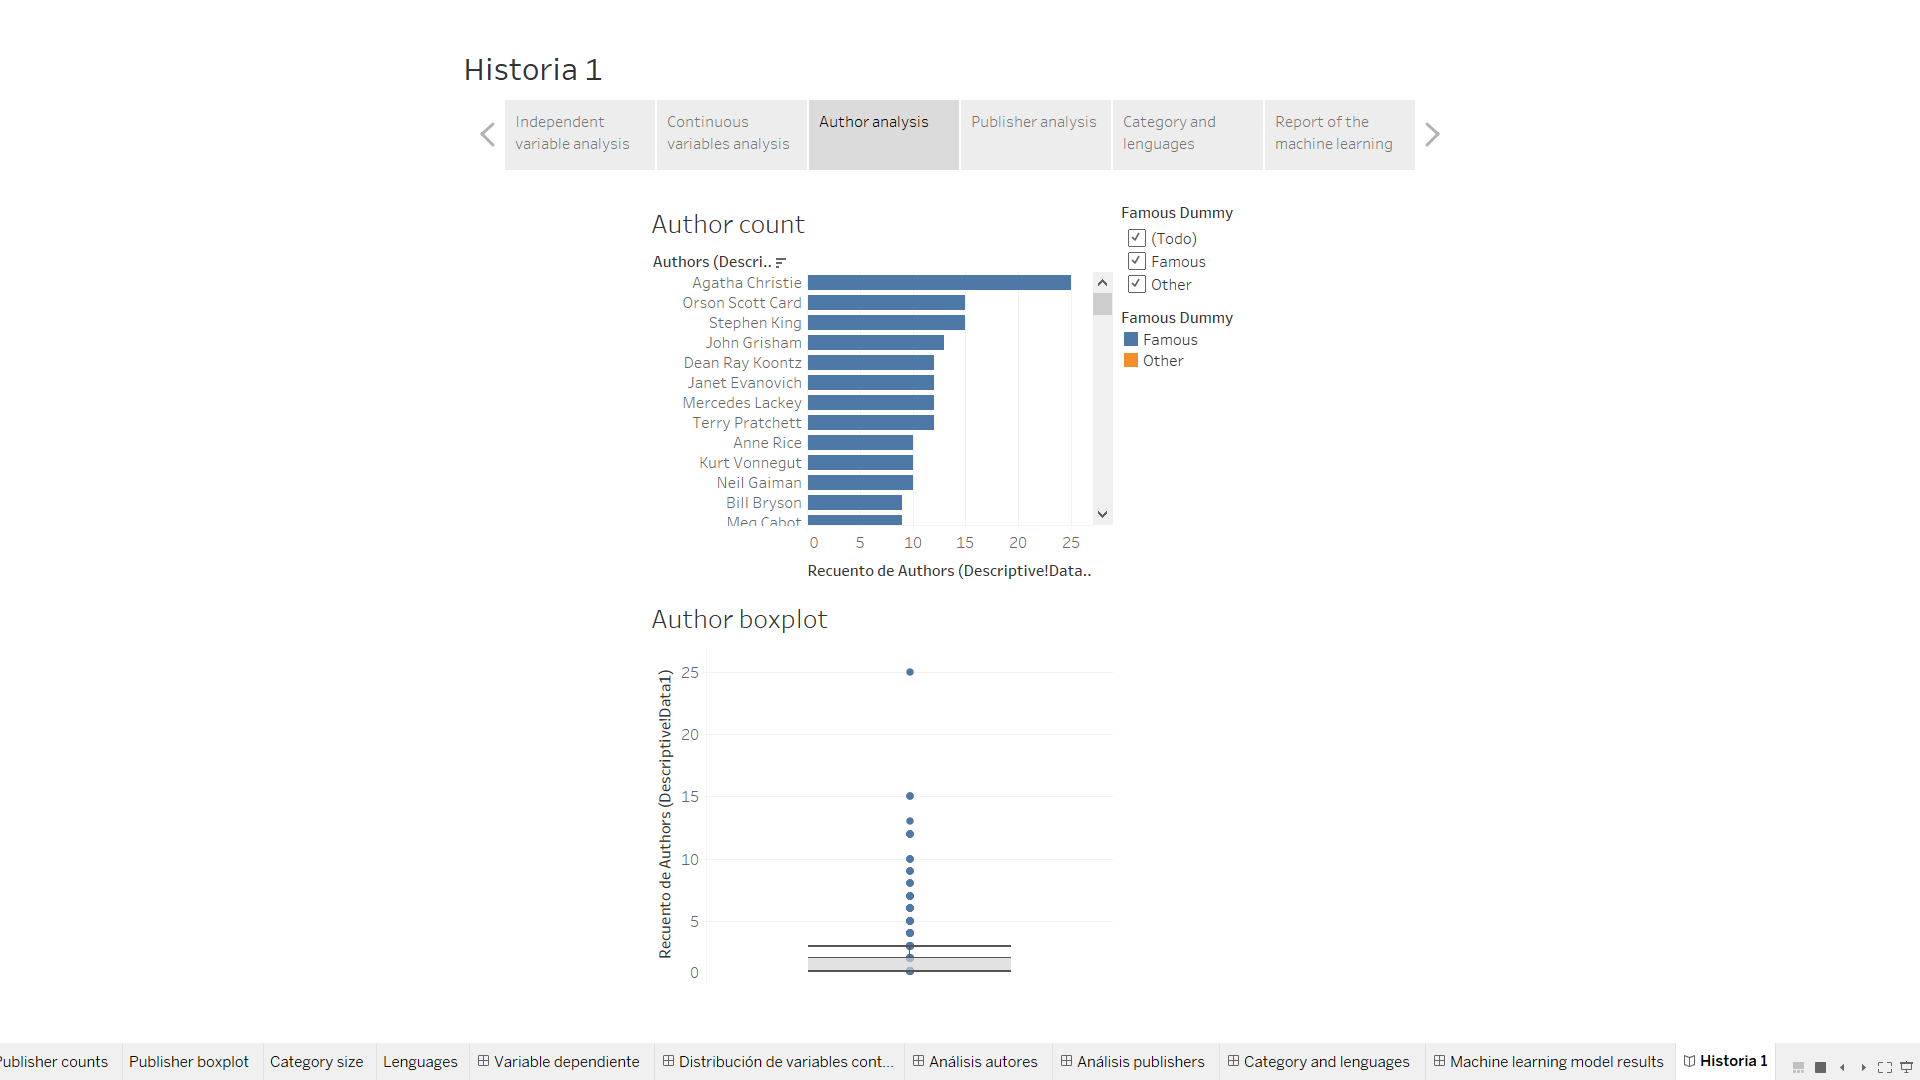 Historia 1
Independent
variable analysis
Continuous
variables analysis
Author analysis
Publisher analysis
Category and
lenguages
Report of the
machine learning
Author count
Authors (Descri..
Agatha Christie
Orson Scott Card
Stephen King
John Grisham
Dean Ray Koontz
Janet Evanovich
Mercedes Lackey
Terry Pratchett
Anne Rice
Kurt Vonnegut
Neil Gaiman
Bill Bryson
Meg Cabot
0 5 10 15 20 25
Recuento de Authors (Descriptive!Data..
Famous Dummy
(Todo)
Famous
Other
Famous Dummy
Famous
Other
Author boxplot
Recuento de Authors (Descriptive!Data1)
25
20
15
10
5
0
Publisher counts
Publisher boxplot
Category size
Lenguages
Variable dependiente
Distribución de variables cont...
Análisis autores
Análisis publishers
Category and lenguages
Machine learning model results
Historia 1